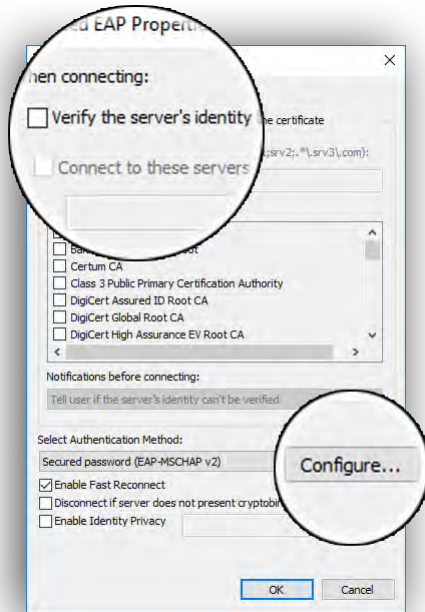 ed EAP Properti
hen connecting:
Verify the server's identity
he certificate
Connect to these servers
;srv2;.*\.srv3\.com):
Certum CA
Class 3 Public Primary Certification Authority
DigiCert Assured ID Root CA
DigiCert Global Root CA
DigiCert High Assurance EV Root CA
Notifications before connecting:
Tell user if the server's identity can't be verified
Select Authentication Method:
Secured password (EAP-MSCHAP v2)
Configure...
Enable Fast Reconnect
Disconnect if server does not present cryptobi
Enable Identity Privacy
OK
Cancel